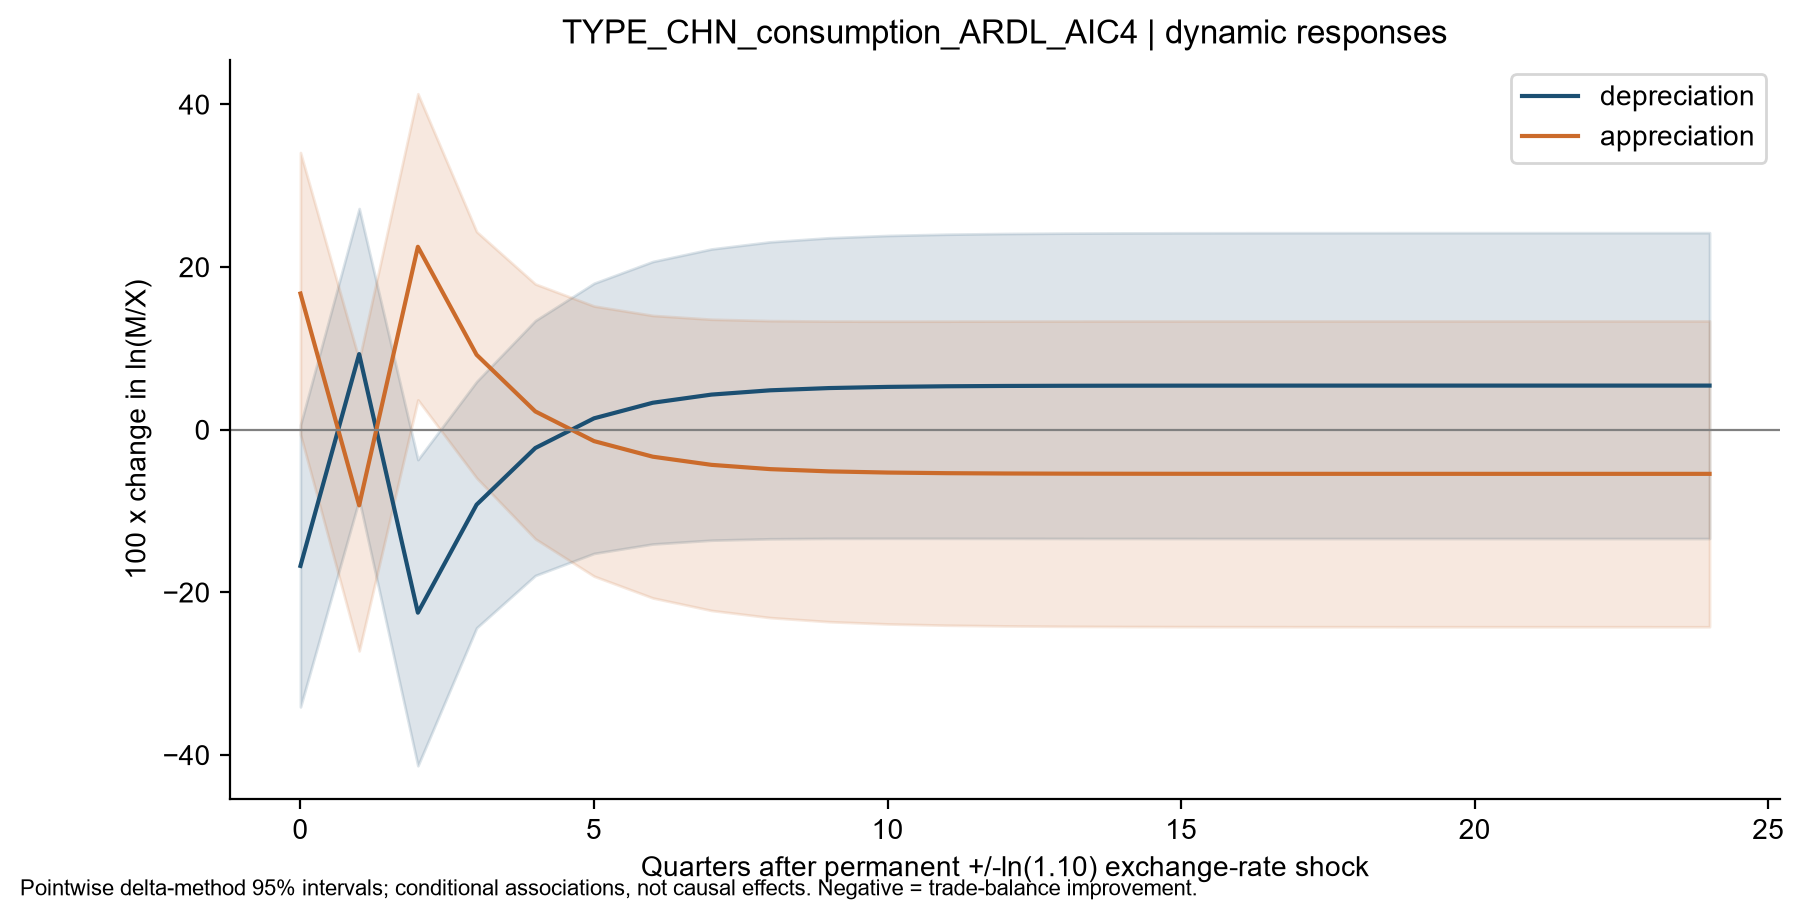 TYPE_CHN_consumption_ARDL_AIC4 | dynamic responses
depreciation
appreciation
100 x change in ln(M/X)
40
20
0
−20
−40
0 5 10 15 20 25
Quarters after permanent +/-ln(1.10) exchange-rate shock
Pointwise delta-method 95% intervals; conditional associations, not causal effects. Negative = trade-balance improvement.